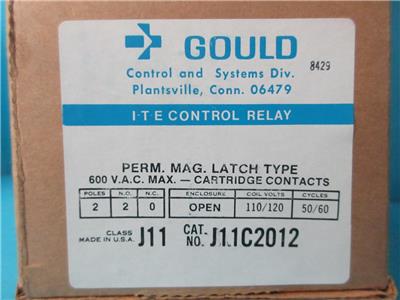 GOULD
8429
Control and Systems Div.
Plantsville, Conn. 06479
I-T-E CONTROL RELAY
PERM. MAG. LATCH TYPE
600 V.A.C. MAX. — CARTRIDGE CONTACTS
POLES N.O. N.C. ENCLOSURE COIL VOLTS CYCLES
2 2 0 OPEN 110/120 50/60
CLASS J11 CAT. NO. J11C2012
MADE IN U.S.A.